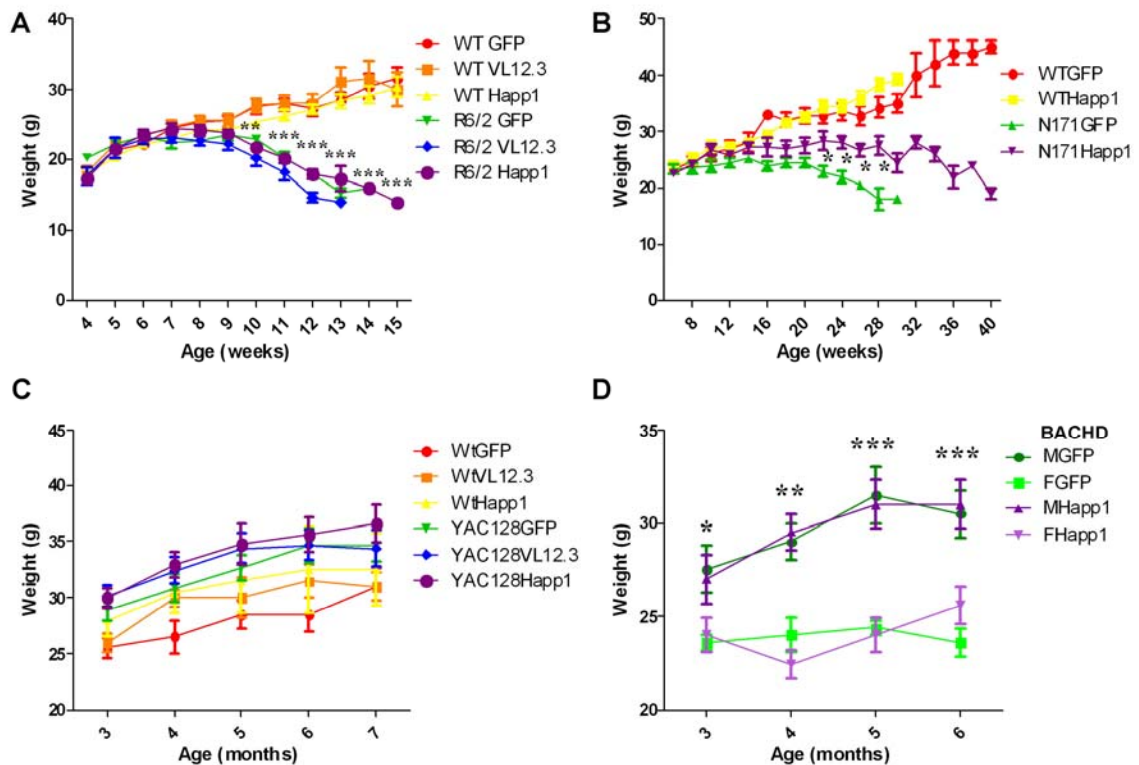 A
Weight (g)
40
30
20
10
0
** *** *** *** *** ***
4 5 6 7 8 9 10 11 12 13 14 15
Age (weeks)
WT GFP
WT VL12.3
WT Happ1
R6/2 GFP
R6/2 VL12.3
R6/2 Happ1
B
Weight (g)
50
40
30
20
10
0
* * * *
8 12 16 20 24 28 32 36 40
Age (weeks)
WTGFP
WTHapp1
N171GFP
N171Happ1
C
Weight (g)
45
40
35
30
25
20
3 4 5 6 7
Age (months)
WtGFP
WtVL12.3
WtHapp1
YAC128GFP
YAC128VL12.3
YAC128Happ1
D
Weight (g)
35
30
25
20
* ** *** ***
3 4 5 6
Age (months)
BACHD
MGFP
FGFP
MHapp1
FHapp1